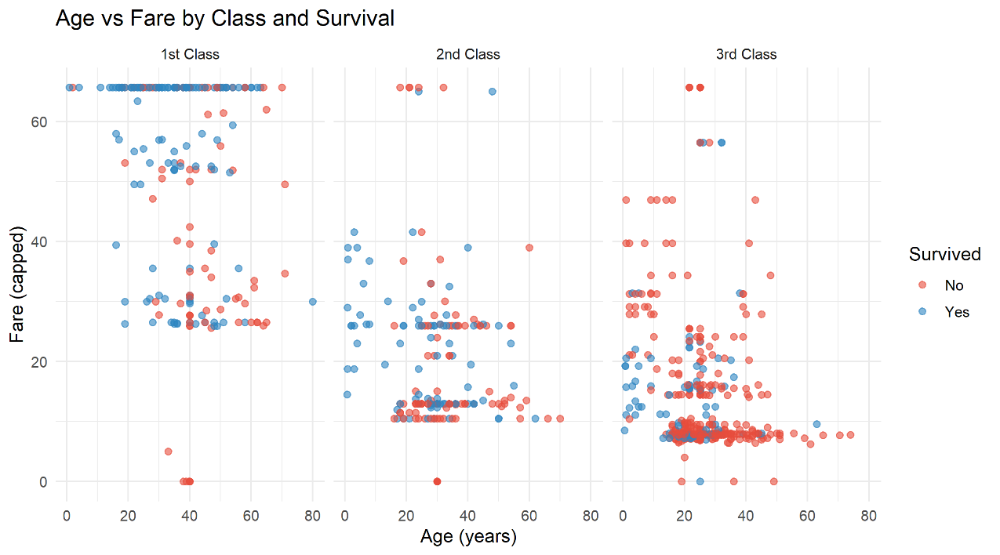 Age vs Fare by Class and Survival
1st Class
2nd Class
3rd Class
Fare (capped)
60
40
20
0
0 20 40 60 80
0 20 40 60 80
0 20 40 60 80
Age (years)
Survived
No
Yes